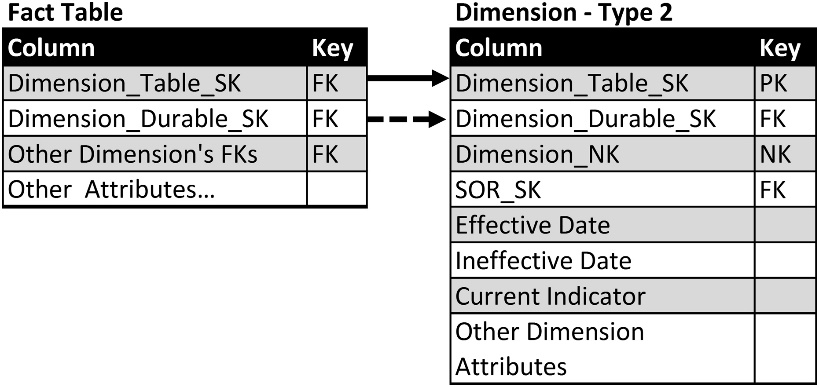 Fact Table
Column Key
Dimension_Table_SK FK
Dimension_Durable_SK FK
Other Dimension's FKs FK
Other Attributes...
Dimension - Type 2
Column Key
Dimension_Table_SK PK
Dimension_Durable_SK FK
Dimension_NK NK
SOR_SK FK
Effective Date
Ineffective Date
Current Indicator
Other Dimension
Attributes